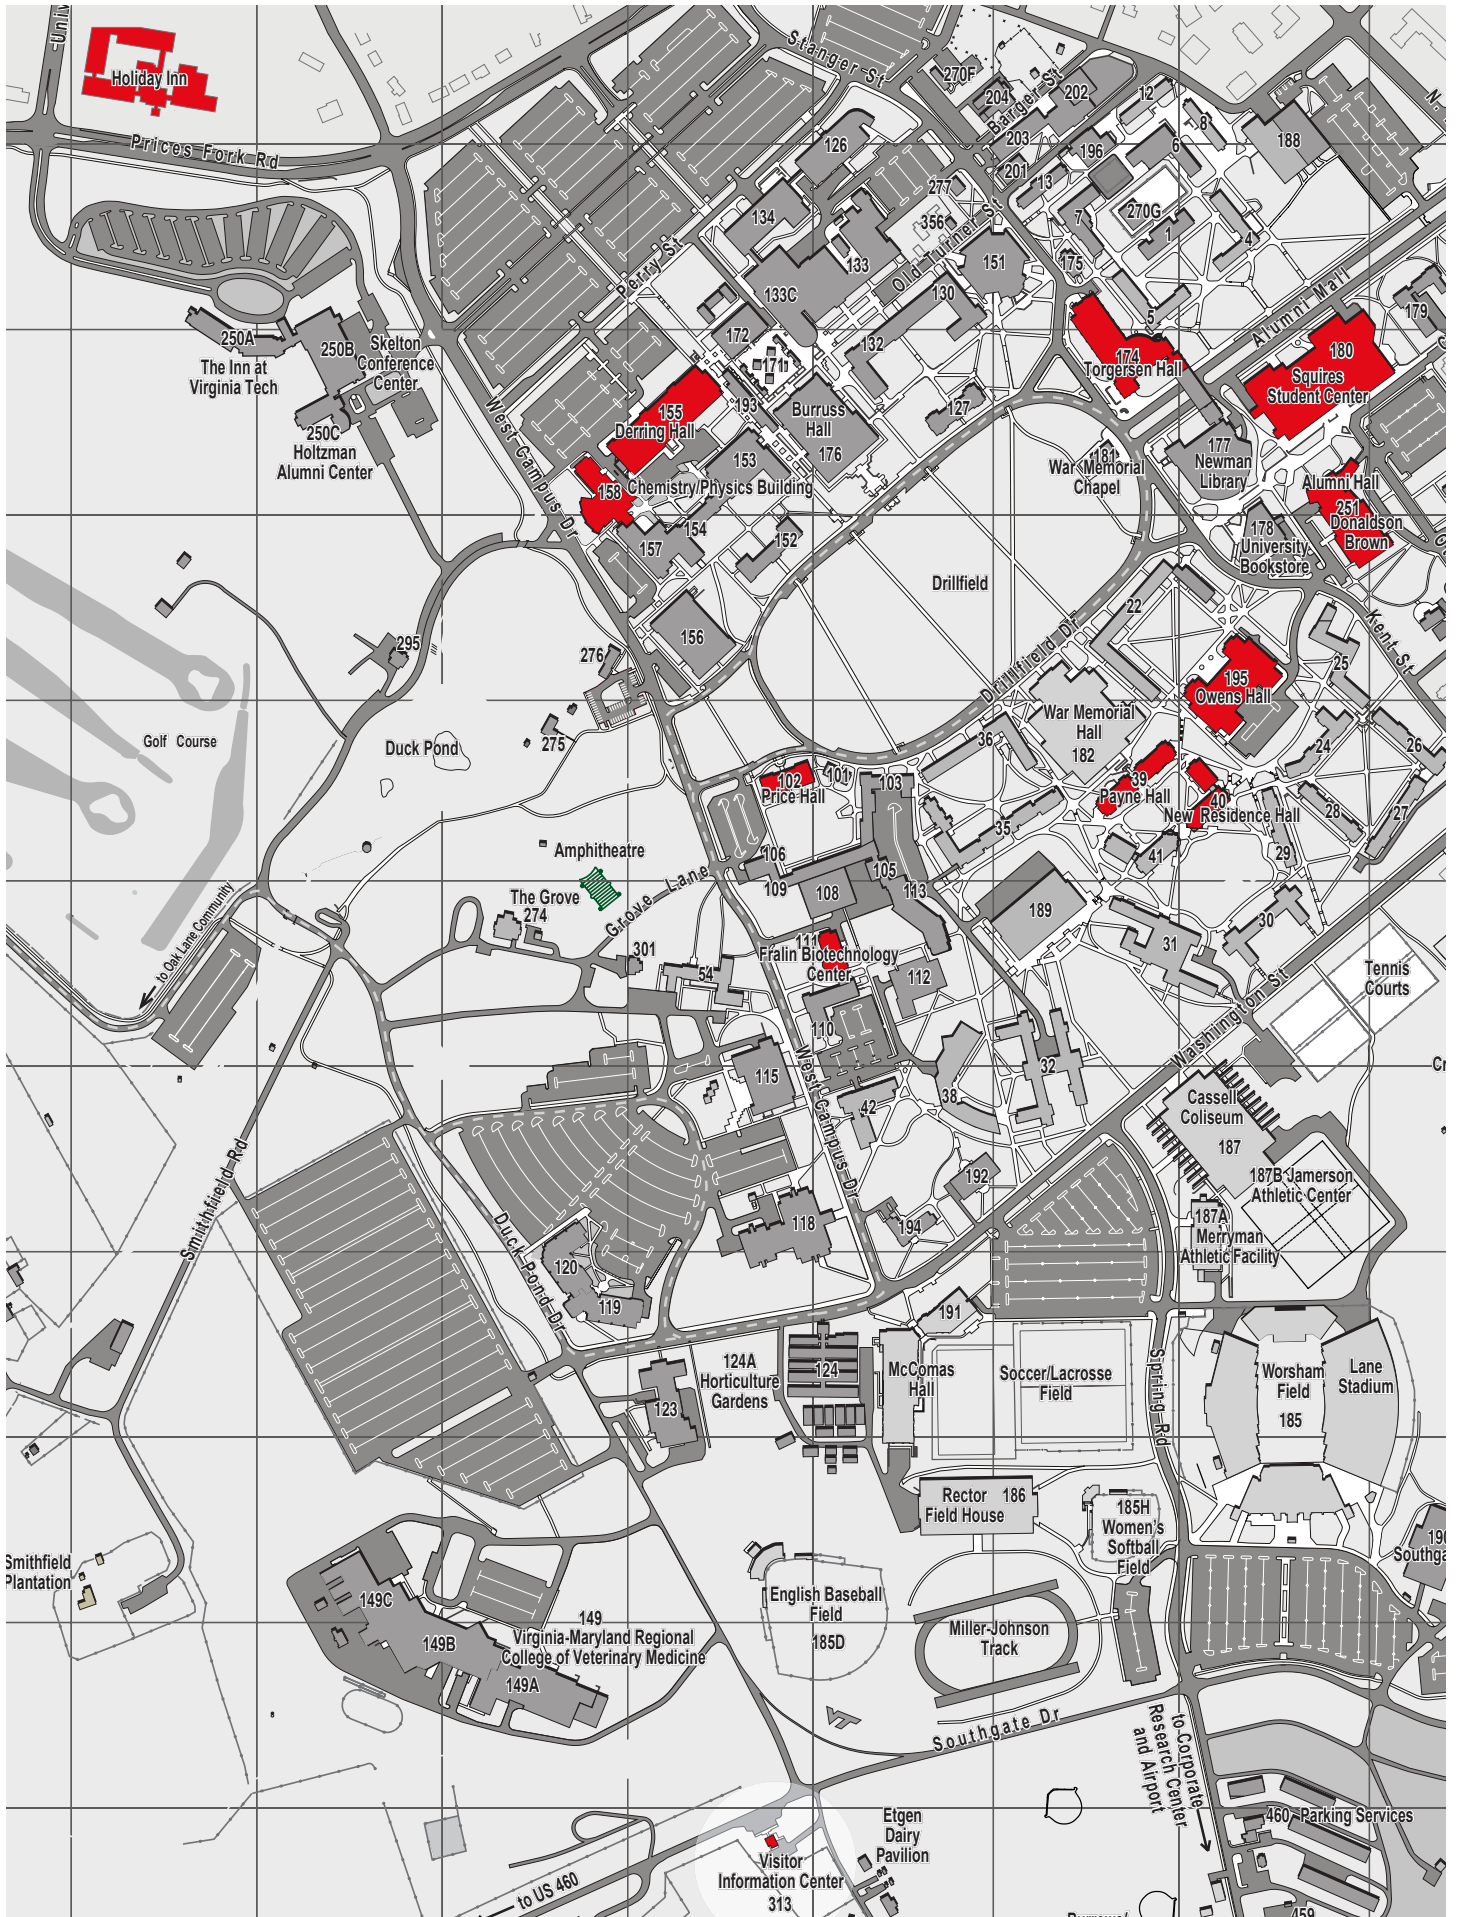 Univ
Holiday Inn
Prices Fork Rd
Stanger St
270F
204
202
Barger St
203
201
12
8
6
188
N.
126
196
13
277
134
7
270G
1
4
356
Perry St
133
Old Turner St
151
175
133C
130
Alumni Mall
5
179
250A
250B
Skelton
Conference
Center
The Inn at
Virginia Tech
172
171
132
174
Torgersen Hall
180
Squires
Student Center
250C
Holtzman
Alumni Center
West Campus Dr
155
Derring Hall
193
Burruss
Hall
176
127
153
181
War Memorial
Chapel
177
Newman
Library
Alumni Hall
251
Donaldson
Brown
158
Chemistry/Physics Building
154
157
152
178
University
Bookstore
Drillfield
22
Kent St
156
295
276
25
Drillfield Dr
195
Owens Hall
Golf Course
Duck Pond
275
War Memorial
Hall
182
36
24
26
102
Price Hall
101
103
39
Payne Hall
40
New Residence Hall
28
27
35
106
41
29
Amphitheatre
105
109
108
113
The Grove
274
Grove Lane
189
30
to Oak Lane Community
31
301
111
Fralin Biotechnology
Center
54
112
Tennis
Courts
110
Washington St
West Campus Dr
115
32
38
42
Cr
Cassell
Coliseum
187
192
187B Jamerson
Athletic Center
Smithfield Rd
187A
Merryman
Athletic Facility
118
194
Duck Pond Dr
120
119
191
124A
Horticulture
Gardens
124
McComas
Hall
Soccer/Lacrosse
Field
Spring Rd
Worsham
Field
185
Lane
Stadium
123
Rector 186
Field House
185H
Women's
Softball
Field
190
Southga
Smithfield
Plantation
149C
English Baseball
Field
185D
Miller-Johnson
Track
149
Virginia-Maryland Regional
College of Veterinary Medicine
149B
149A
VT
Southgate Dr
to Corporate
Research Center
and Airport
460 Parking Services
Etgen
Dairy
Pavilion
Visitor
Information Center
313
to US 460
459